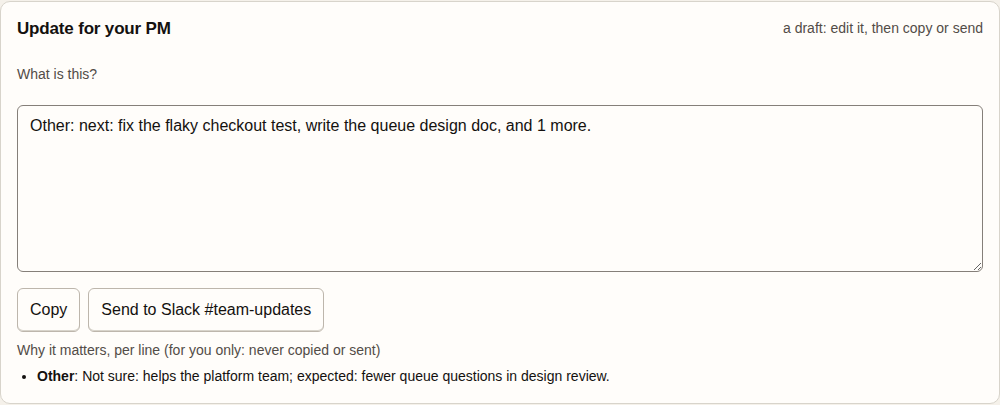 Update for your PM
a draft: edit it, then copy or send
What is this?
Other: next: fix the flaky checkout test, write the queue design doc, and 1 more.
Copy
Send to Slack #team-updates
Why it matters, per line (for you only: never copied or sent)
Other: Not sure: helps the platform team; expected: fewer queue questions in design review.